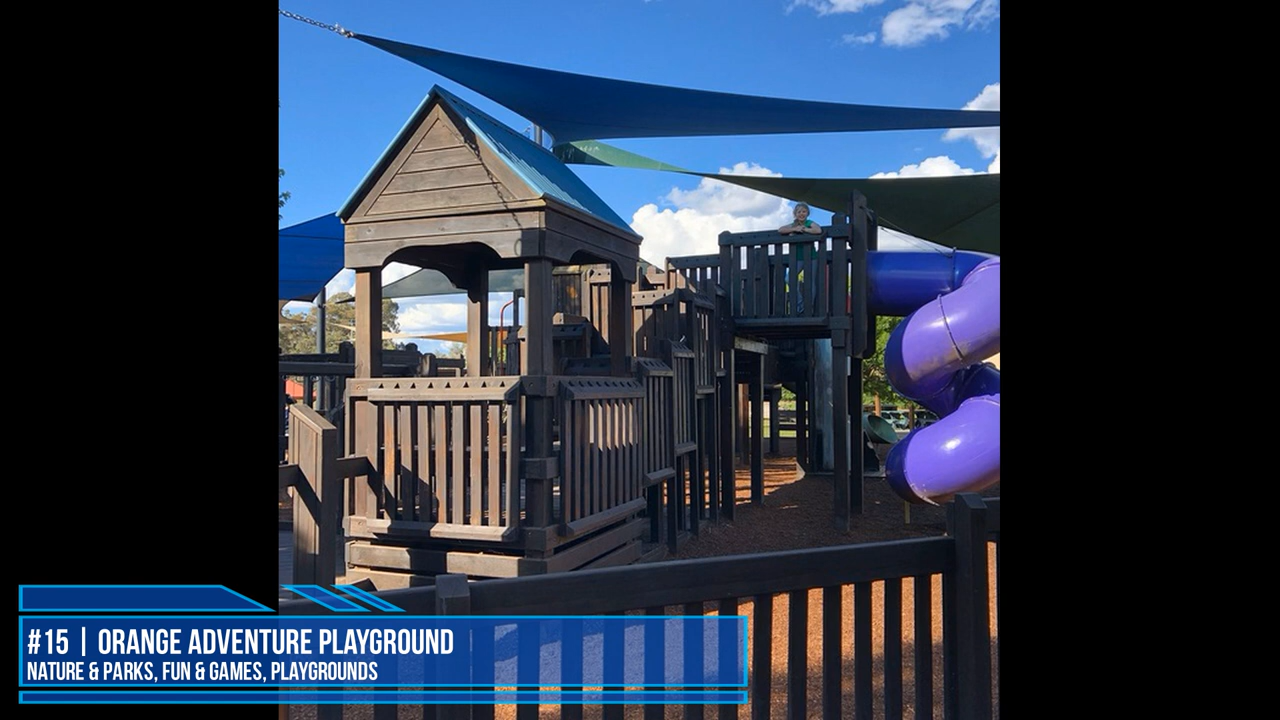 #15 | ORANGE ADVENTURE PLAYGROUND
NATURE & PARKS, FUN & GAMES, PLAYGROUNDS